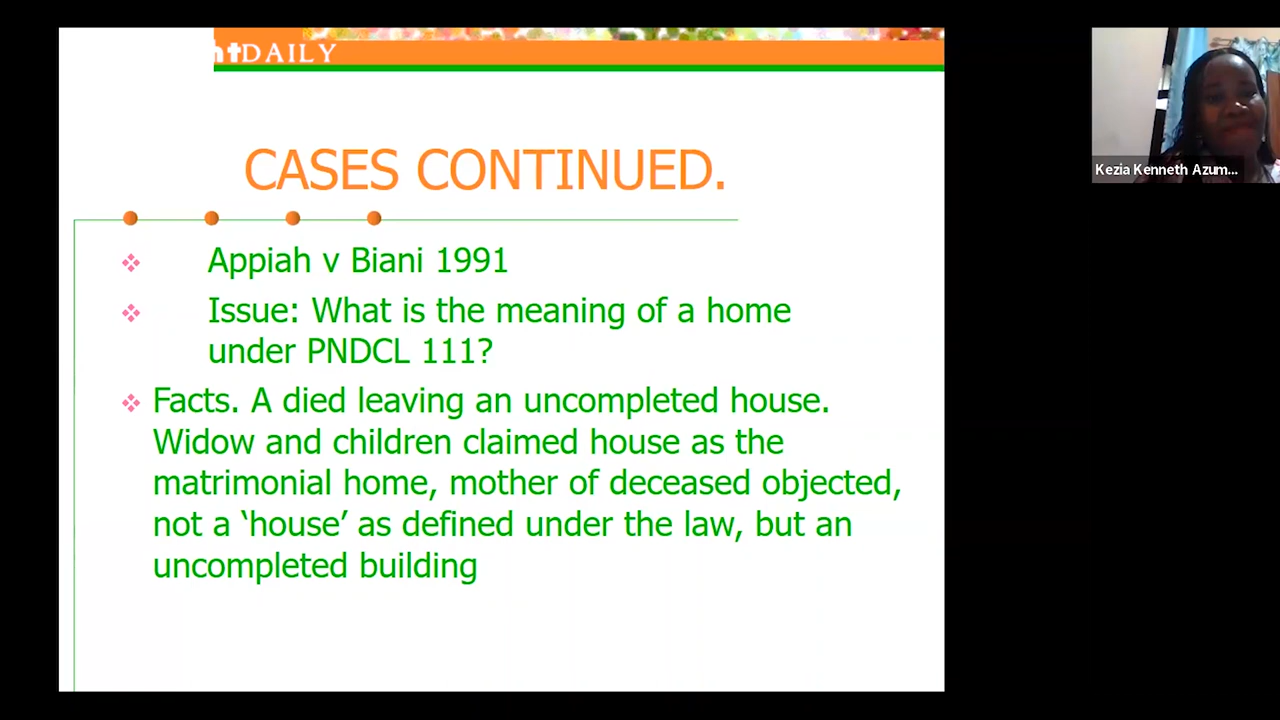 DAILY
CASES CONTINUED.
Appiah v Biani 1991
Issue: What is the meaning of a home
under PNDCL 111?
Facts. A died leaving an uncompleted house.
Widow and children claimed house as the
matrimonial home, mother of deceased objected,
not a ‘house’ as defined under the law, but an
uncompleted building
Kezia Kenneth Azum...